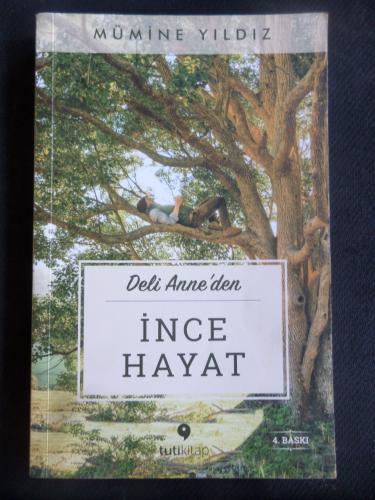 MÜMİNE YILDIZ
Deli Anne'den
İNCE
HAYAT
4. BASKI
tutikitap